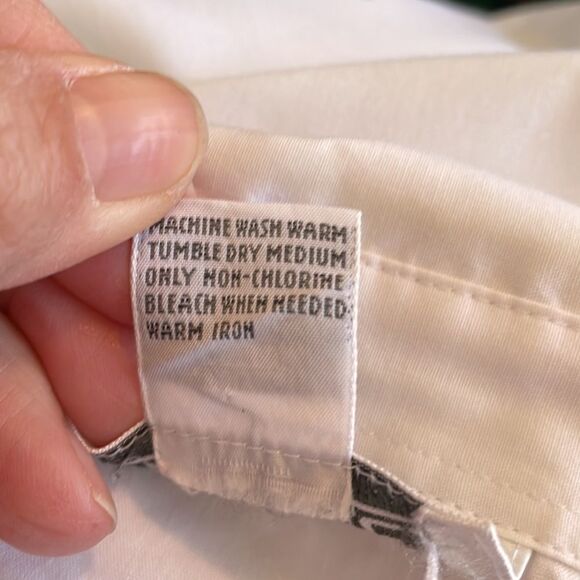 MACHINE WASH WARM
TUMBLE DRY MEDIUM
ONLY NON-CHLORINE
BLEACH WHEN NEEDED
WARM IRON